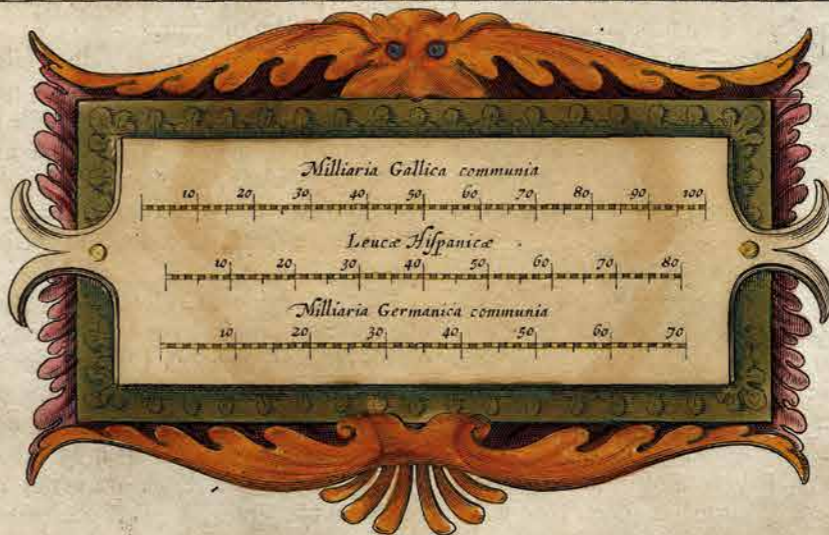 Milliaria Gallica communia
10 20 30 40 50 60 70 80 90 100
Leucæ Hiſpanicæ
10 20 30 40 50 60 70 80
Milliaria Germanica communia
10 20 30 40 50 60 70